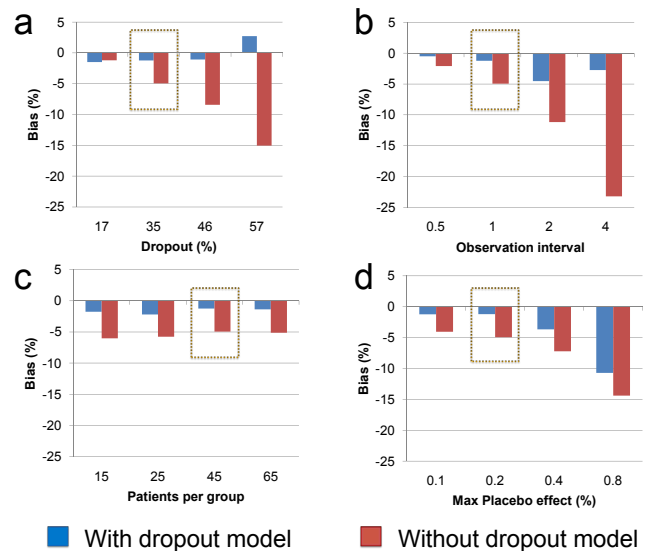 a
5
0
-5
-10
-15
-20
-25
Bias (%)
17 35 46 57
Dropout (%)
b
5
0
-5
-10
-15
-20
-25
Bias (%)
0.5 1 2 4
Observation interval
c
5
0
-5
-10
-15
-20
-25
Bias (%)
15 25 45 65
Patients per group
d
5
0
-5
-10
-15
-20
-25
Bias (%)
0.1 0.2 0.4 0.8
Max Placebo effect (%)
With dropout model
Without dropout model